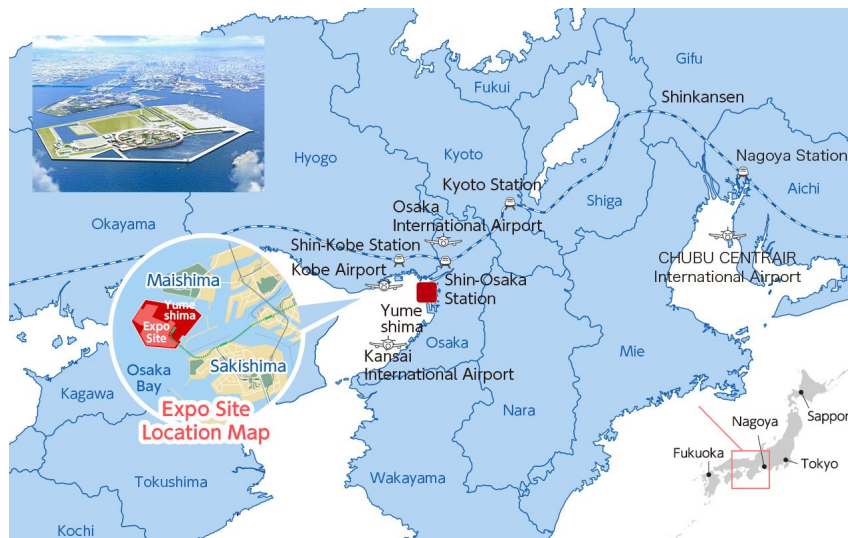 Gifu
Fukui
Shinkansen
Hyogo
Kyoto
Nagoya Station
Kyoto Station
Aichi
Shiga
Okayama
Osaka
International Airport
Shin-Kobe Station
CHUBU CENTRAIR
International Airport
Kobe Airport
Shin-Osaka
Station
Maishima
Yume
shima
Yume
shima
Expo
Site
Osaka
Kansai
International Airport
Mie
Sakishima
Osaka
Bay
Kagawa
Expo Site
Location Map
Nara
Sappor
Nagoya
Fukuoka
Tokyo
Tokushima
Wakayama
Kochi